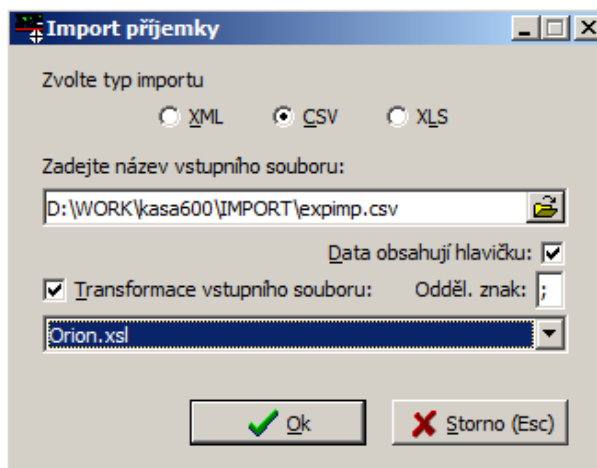 Import příjemky
Zvolte typ importu
XML CSV XLS
Zadejte název vstupního souboru:
D:\WORK\kasa600\IMPORT\expimp.csv
Data obsahují hlavičku:
Transformace vstupního souboru: Odděl. znak: ;
Orion.xsl
Ok Storno (Esc)